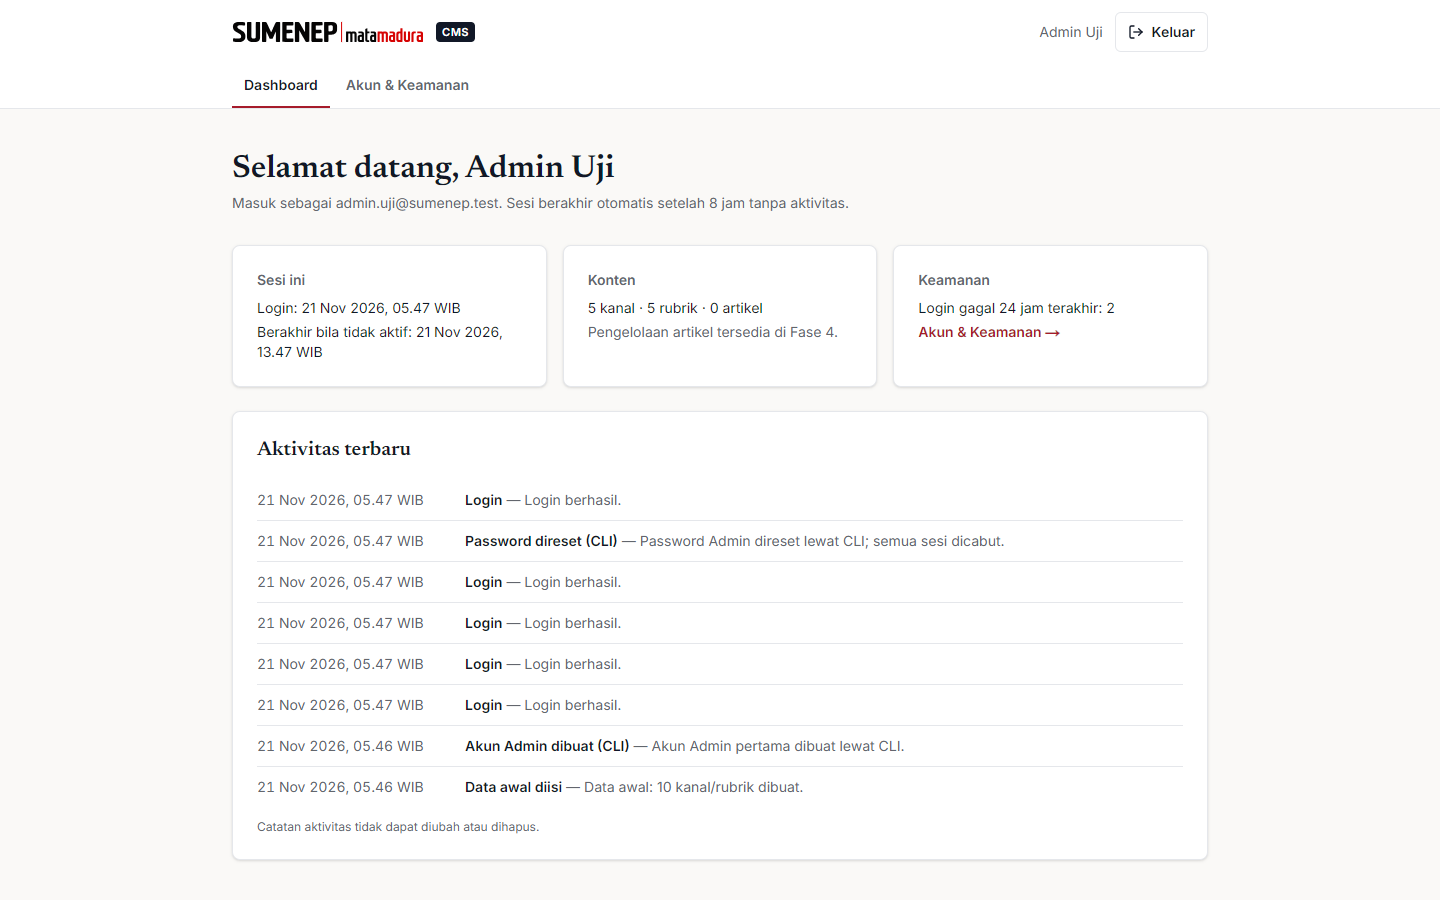 SUMENEP matamadura CMS
Admin Uji
Keluar
Dashboard
Akun & Keamanan
Selamat datang, Admin Uji
Masuk sebagai admin.uji@sumenep.test. Sesi berakhir otomatis setelah 8 jam tanpa aktivitas.
Sesi ini
Login: 21 Nov 2026, 05.47 WIB
Berakhir bila tidak aktif: 21 Nov 2026,
13.47 WIB
Konten
5 kanal · 5 rubrik · 0 artikel
Pengelolaan artikel tersedia di Fase 4.
Keamanan
Login gagal 24 jam terakhir: 2
Akun & Keamanan →
Aktivitas terbaru
21 Nov 2026, 05.47 WIB Login — Login berhasil.
21 Nov 2026, 05.47 WIB Password direset (CLI) — Password Admin direset lewat CLI; semua sesi dicabut.
21 Nov 2026, 05.47 WIB Login — Login berhasil.
21 Nov 2026, 05.47 WIB Login — Login berhasil.
21 Nov 2026, 05.47 WIB Login — Login berhasil.
21 Nov 2026, 05.47 WIB Login — Login berhasil.
21 Nov 2026, 05.46 WIB Akun Admin dibuat (CLI) — Akun Admin pertama dibuat lewat CLI.
21 Nov 2026, 05.46 WIB Data awal diisi — Data awal: 10 kanal/rubrik dibuat.
Catatan aktivitas tidak dapat diubah atau dihapus.